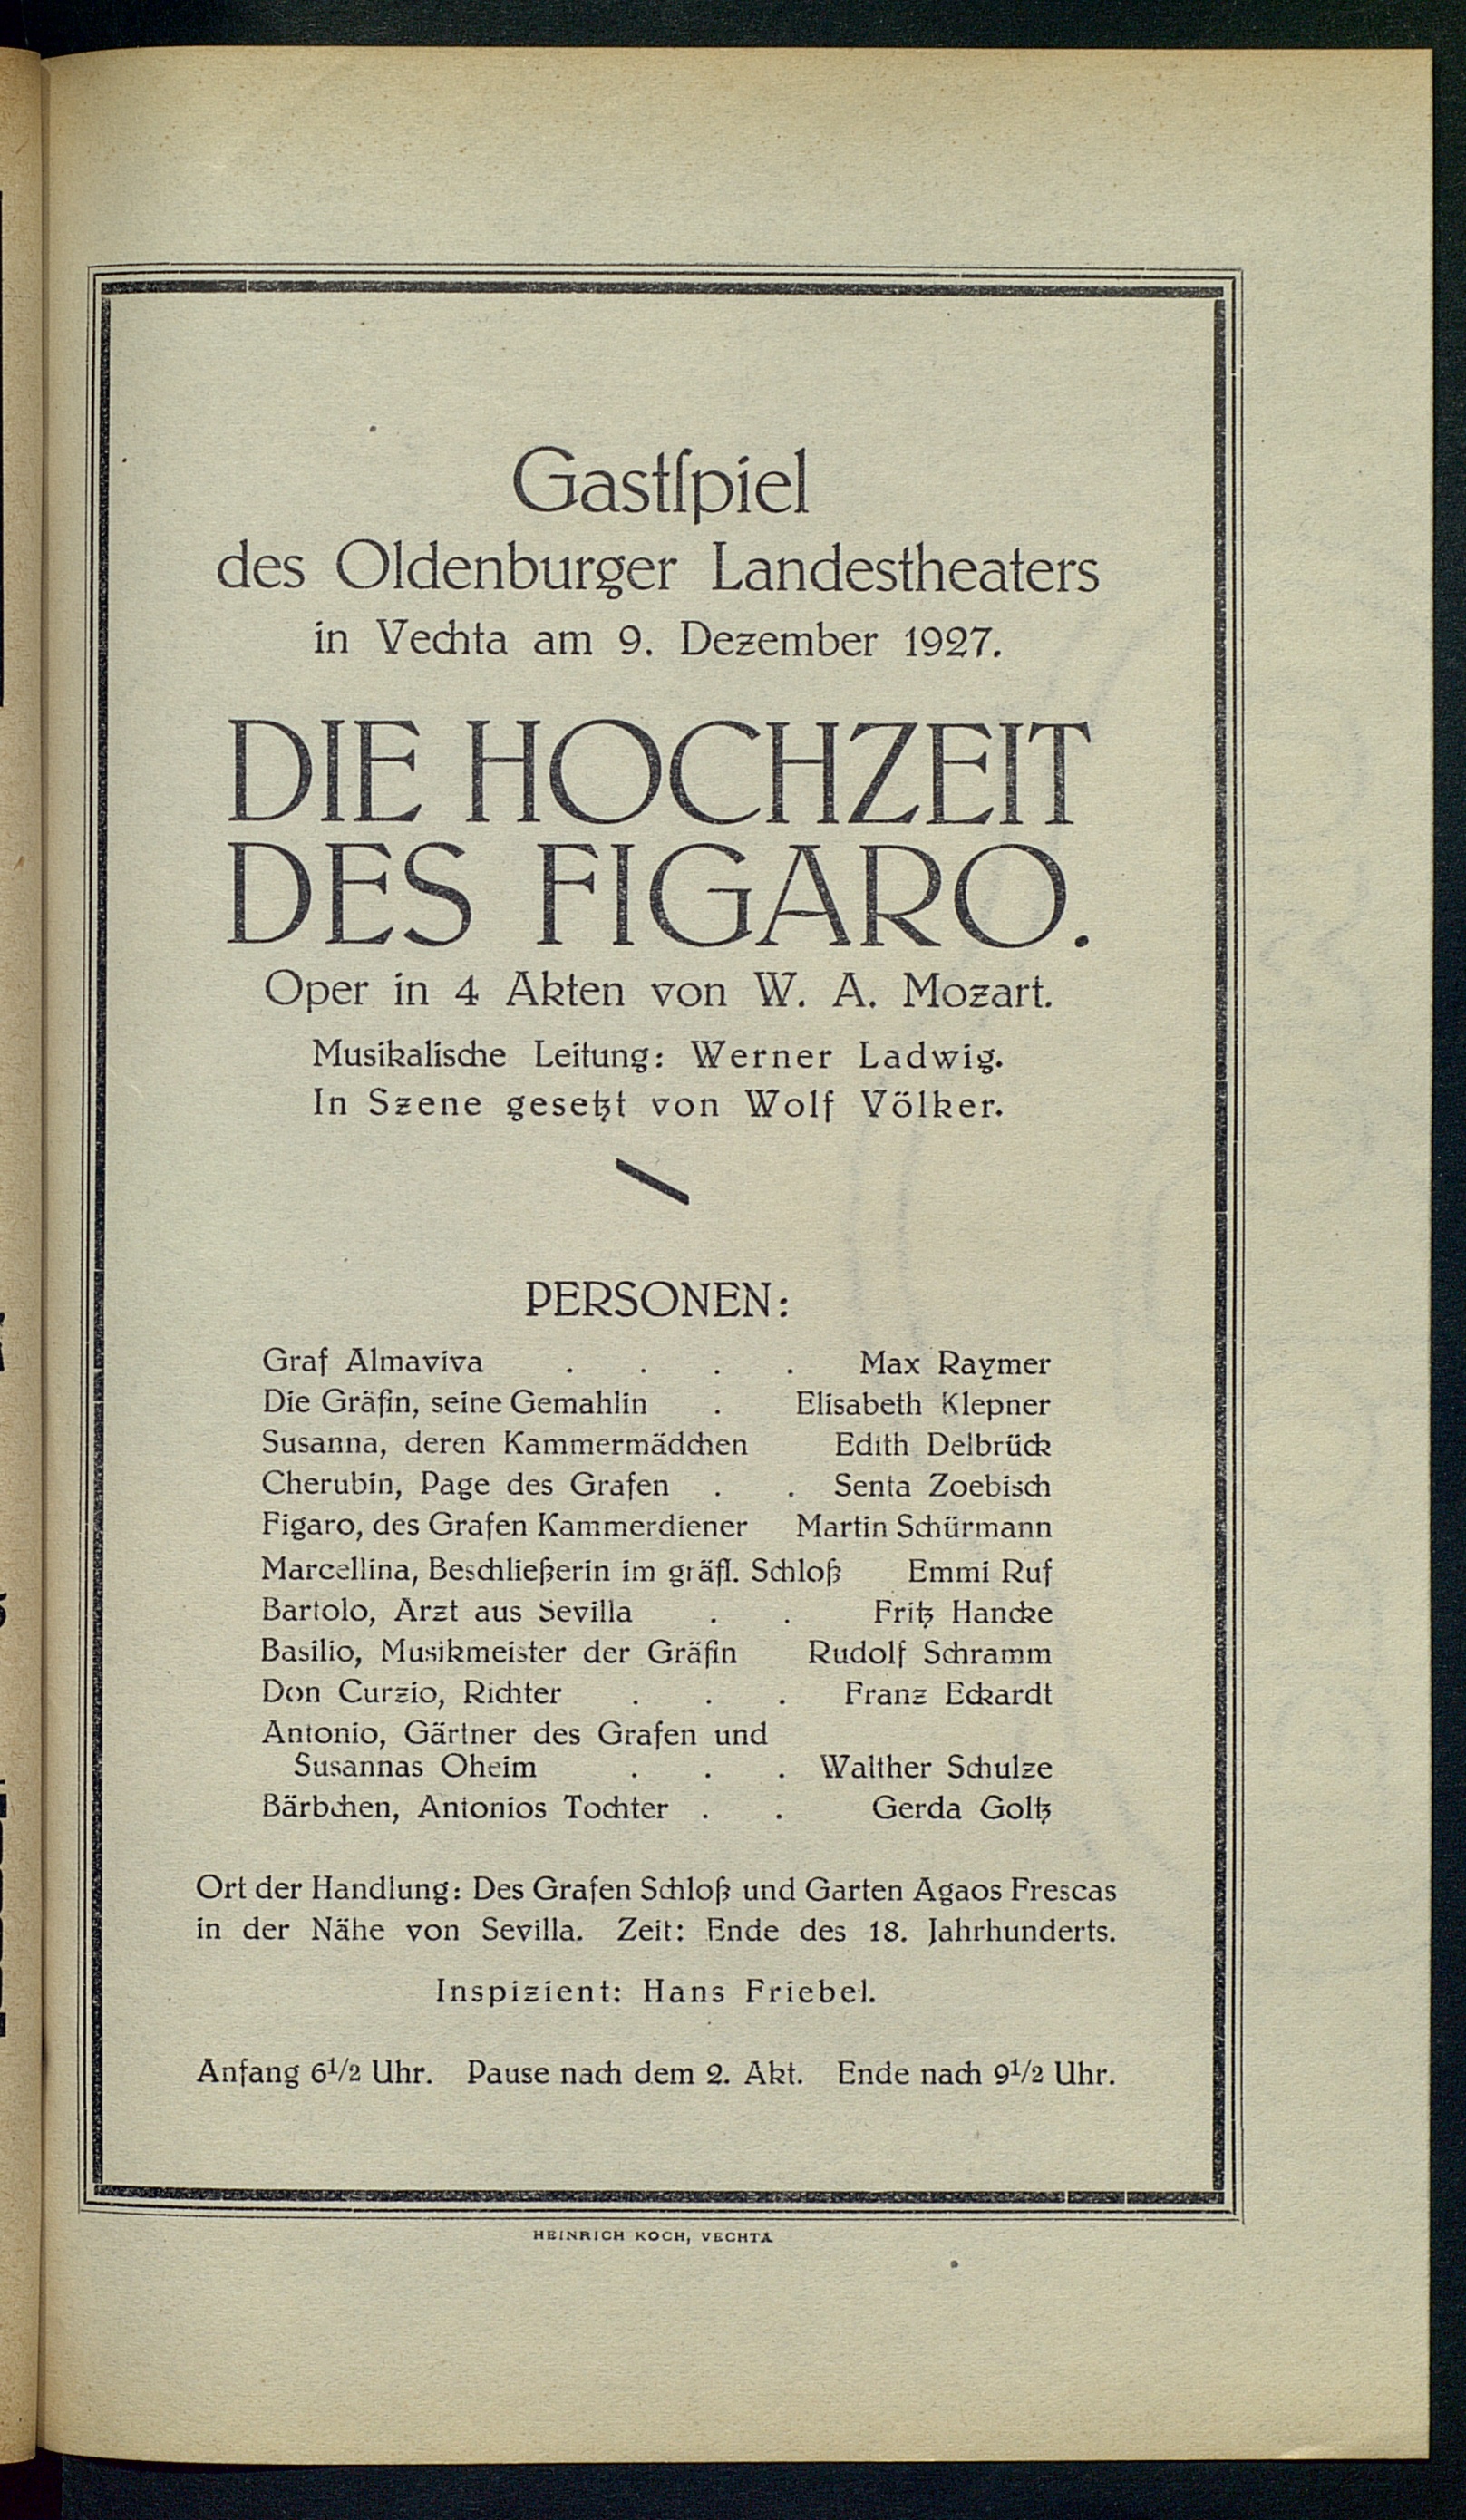 Gastſpiel
des Oldenburger Landestheaters
in Vechta am 9. Dezember 1927.
DIE HOCHZEIT
DES FIGARO.
Oper in 4 Akten von W. A. Mozart.
Musikalische Leitung: Werner Ladwig.
In Szene gesetzt von Wolf Völker.
PERSONEN:
Graf Almaviva . . . . Max Raymer
Die Gräfin, seine Gemahlin . Elisabeth Klepner
Susanna, deren Kammermädchen Edith Delbrück
Cherubin, Page des Grafen . . Senta Zoebisch
Figaro, des Grafen Kammerdiener Martin Schürmann
Marcellina, Beschließerin im gräfl. Schloß Emmi Ruf
Bartolo, Arzt aus Sevilla . . Fritz Hancke
Basilio, Musikmeister der Gräfin Rudolf Schramm
Don Curzio, Richter . . . Franz Eckardt
Antonio, Gärtner des Grafen und
Susannas Oheim . . . Walther Schulze
Bärbchen, Antonios Tochter . . Gerda Goltz
Ort der Handlung: Des Grafen Schloß und Garten Agaos Frescas
in der Nähe von Sevilla. Zeit: Ende des 18. Jahrhunderts.
Inspizient: Hans Friebel.
Anfang 61/2 Uhr. Pause nach dem 2. Akt. Ende nach 91/2 Uhr.
HEINRICH KOCH, VECHTA